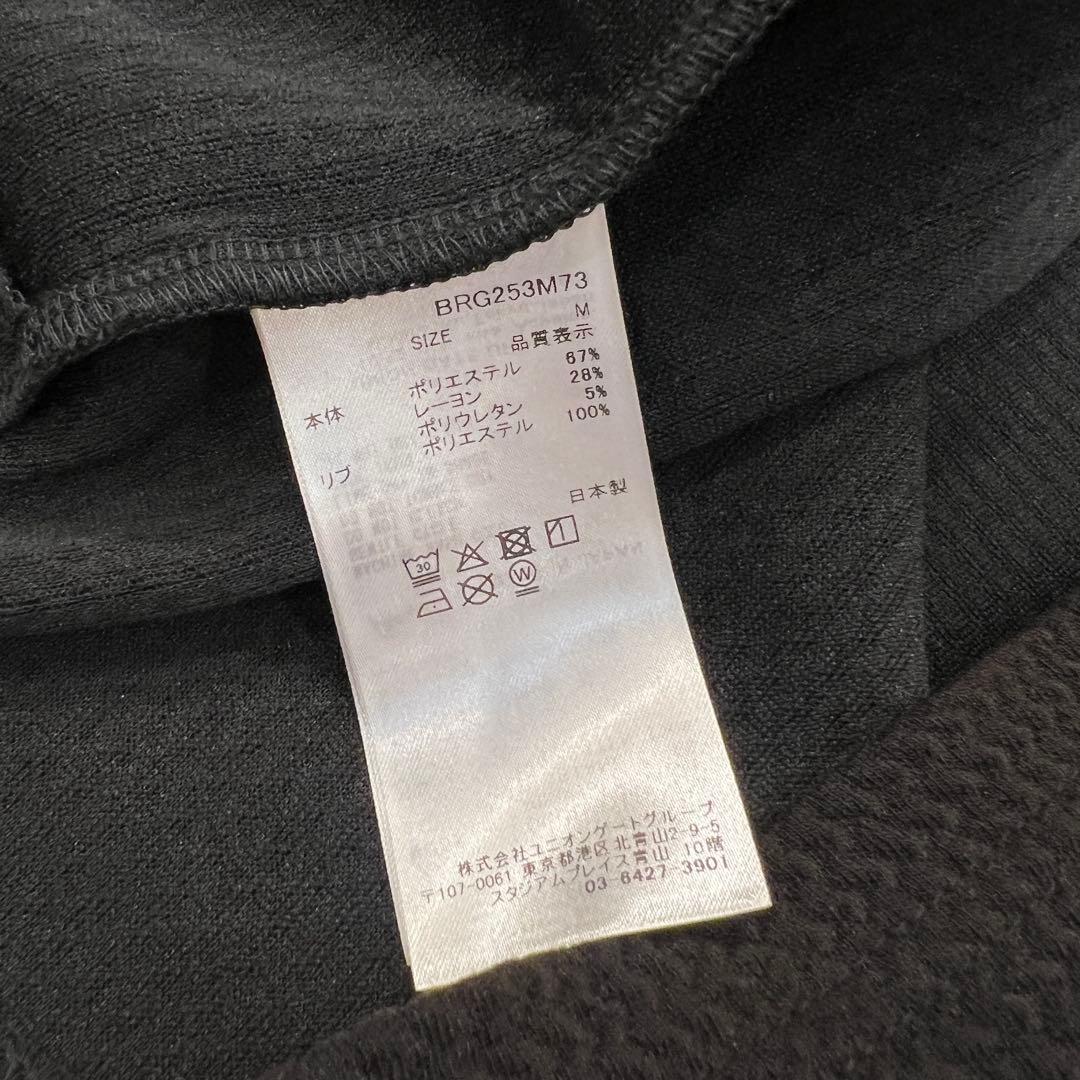 BRG253M73
SIZE M
品質表示
本体 ポリエステル 67%
レーヨン 28%
ポリウレタン 5%
リブ ポリエステル 100%
日本製
30
W
株式会社ユニオンゲートグループ
〒107-0061 東京都港区北青山2-9-5
スタジアムプレイス青山 10階
03-6427-3901